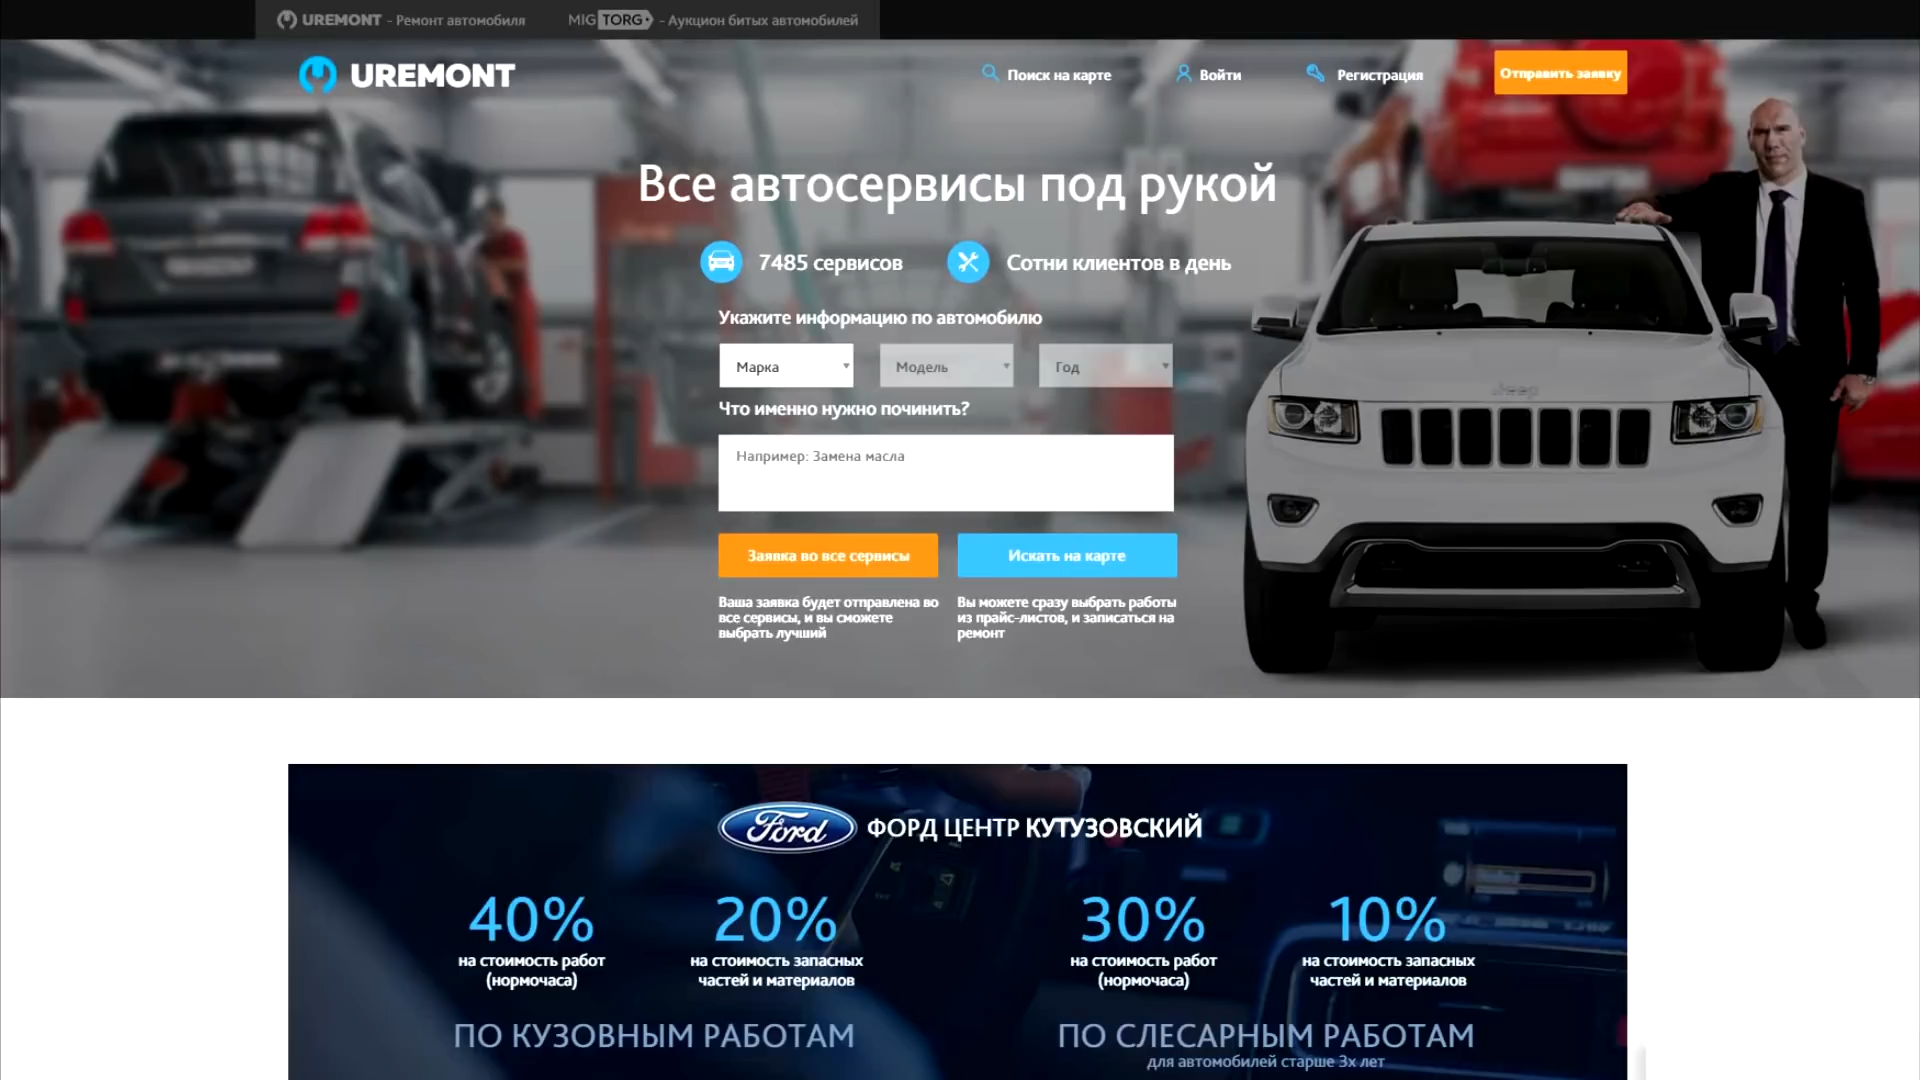 UREMONT - Ремонт автомобиля
MIGTORG - Аукцион битых автомобилей
UREMONT
Поиск на карте
Войти
Регистрация
Отправить заявку
Все автосервисы под рукой
7485 сервисов
Сотни клиентов в день
Укажите информацию по автомобилю
Марка
Модель
Год
Что именно нужно починить?
Например: Замена масла
Заявка во все сервисы
Искать на карте
Ваша заявка будет отправлена во
все сервисы, и вы сможете
выбрать лучший
Вы можете сразу выбрать работы
из прайс-листов, и записаться на
ремонт
Jeep
Ford
ФОРД ЦЕНТР КУТУЗОВСКИЙ
40%
на стоимость работ
(нормочаса)
20%
на стоимость запасных
частей и материалов
30%
на стоимость работ
(нормочаса)
10%
на стоимость запасных
частей и материалов
ПО КУЗОВНЫМ РАБОТАМ
ПО СЛЕСАРНЫМ РАБОТАМ
для автомобилей старше 3х лет